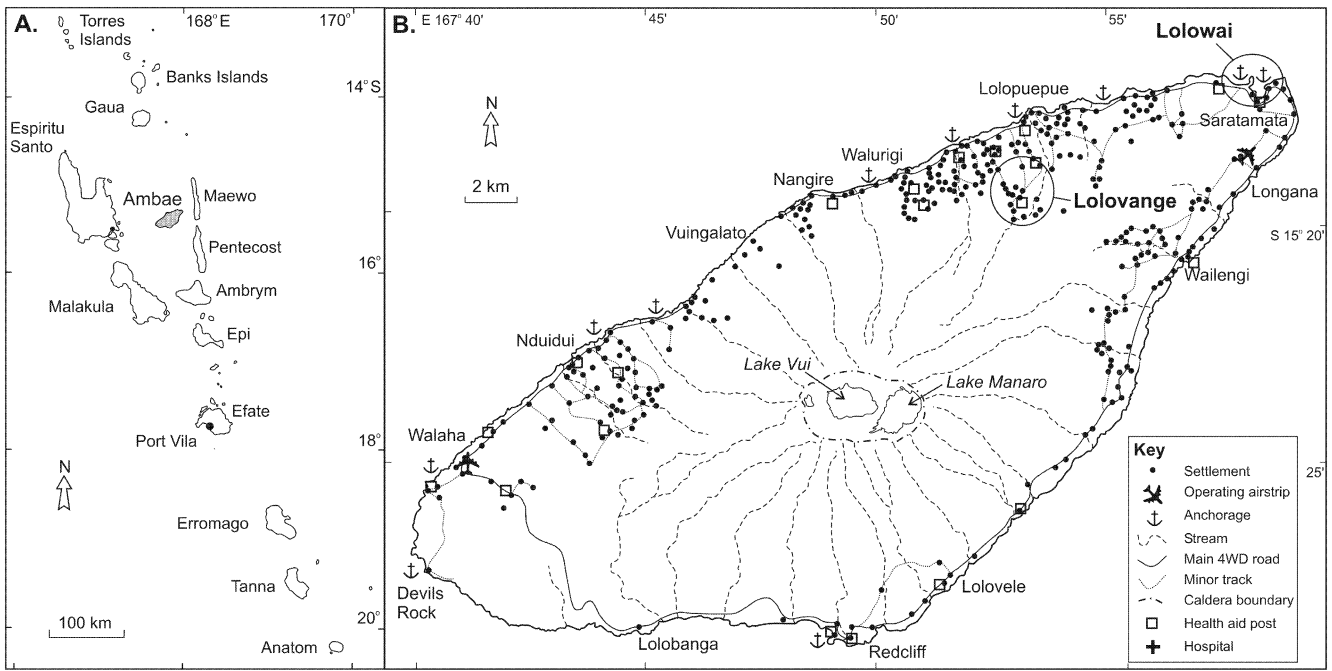 A.
168° E
170°
Torres
Islands
Banks Islands
14° S
Gaua
Espiritu
Santo
Ambae
Maewo
Pentecost
16°
Ambrym
Malakula
Epi
Efate
Port Vila
18°
N
Erromago
Tanna
100 km
20°
Anatom
B.
E 167° 40'
45'
50'
55'
Lolowai
N
2 km
Lolopuepue
Saratamata
Walurigi
Nangire
Longana
Lolovange
Vuingalato
S 15° 20'
Wailengi
Nduidui
Lake Vui
Lake Manaro
Walaha
25'
Devils
Rock
Lolovele
Lolobanga
Redcliff
Key
Settlement
Operating airstrip
Anchorage
Stream
Main 4WD road
Minor track
Caldera boundary
Health aid post
Hospital